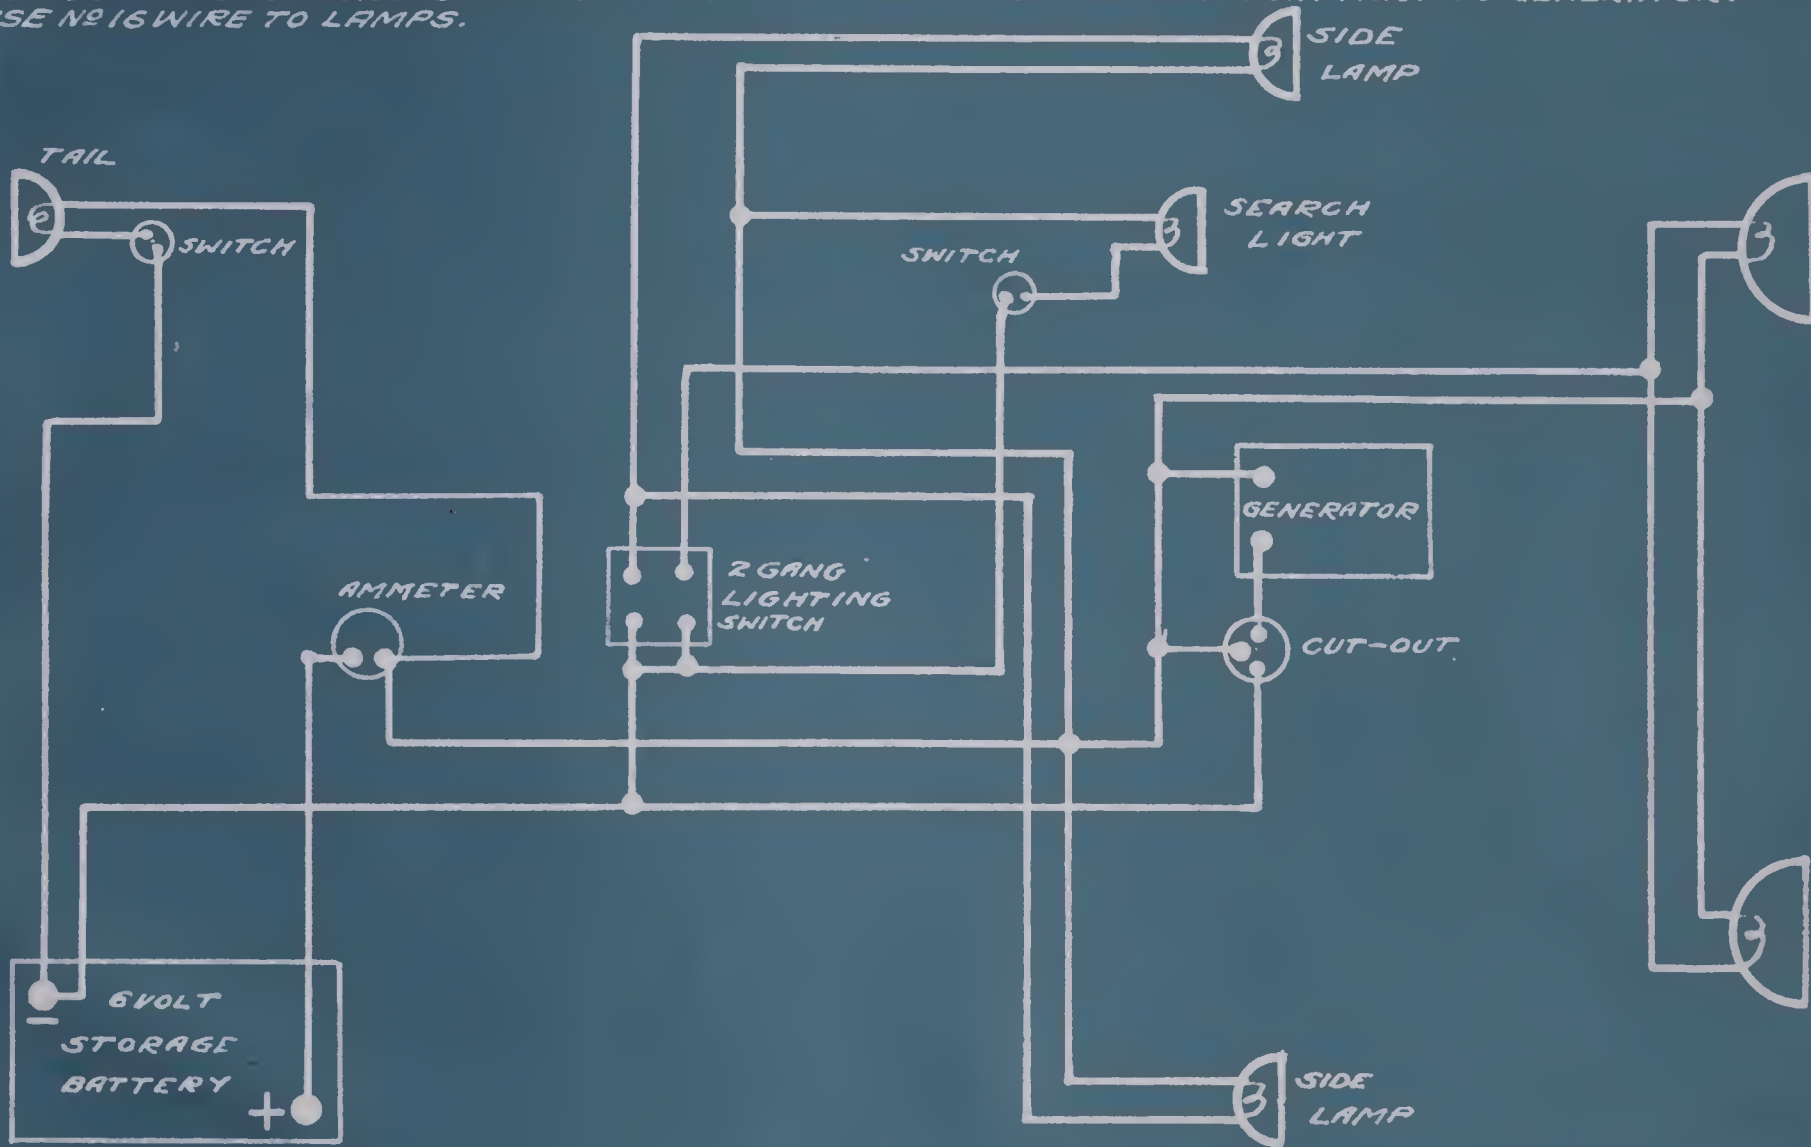 USE Nº 16 WIRE TO LAMPS.
SIDE
LAMP
TAIL
SWITCH
SEARCH
LIGHT
SWITCH
GENERATOR
2 GANG
LIGHTING
SWITCH
AMMETER
CUT-OUT.
6 VOLT
STORAGE
BATTERY
−
+
SIDE
LAMP